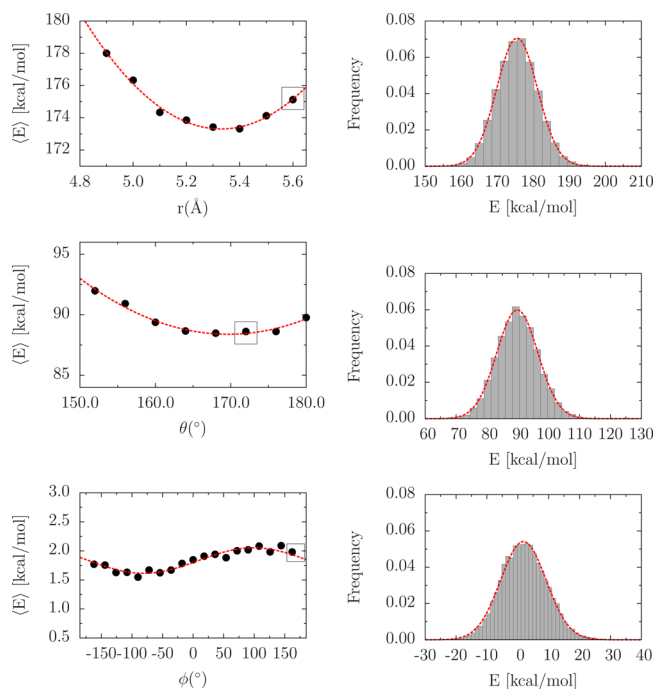 ⟨E⟩ [kcal/mol]
180
178
176
174
172
4.8 5.0 5.2 5.4 5.6
r(Å)
Frequency
0.08
0.06
0.04
0.02
0.00
150 160 170 180 190 200 210
E [kcal/mol]
⟨E⟩ [kcal/mol]
95
90
85
150.0 160.0 170.0 180.0
θ(°)
Frequency
0.08
0.06
0.04
0.02
0.00
60 70 80 90 100 110 120 130
E [kcal/mol]
⟨E⟩ [kcal/mol]
3.0
2.5
2.0
1.5
1.0
0.5
-150 -100 -50 0 50 100 150
ϕ(°)
Frequency
0.08
0.06
0.04
0.02
0.00
-30 -20 -10 0 10 20 30 40
E [kcal/mol]